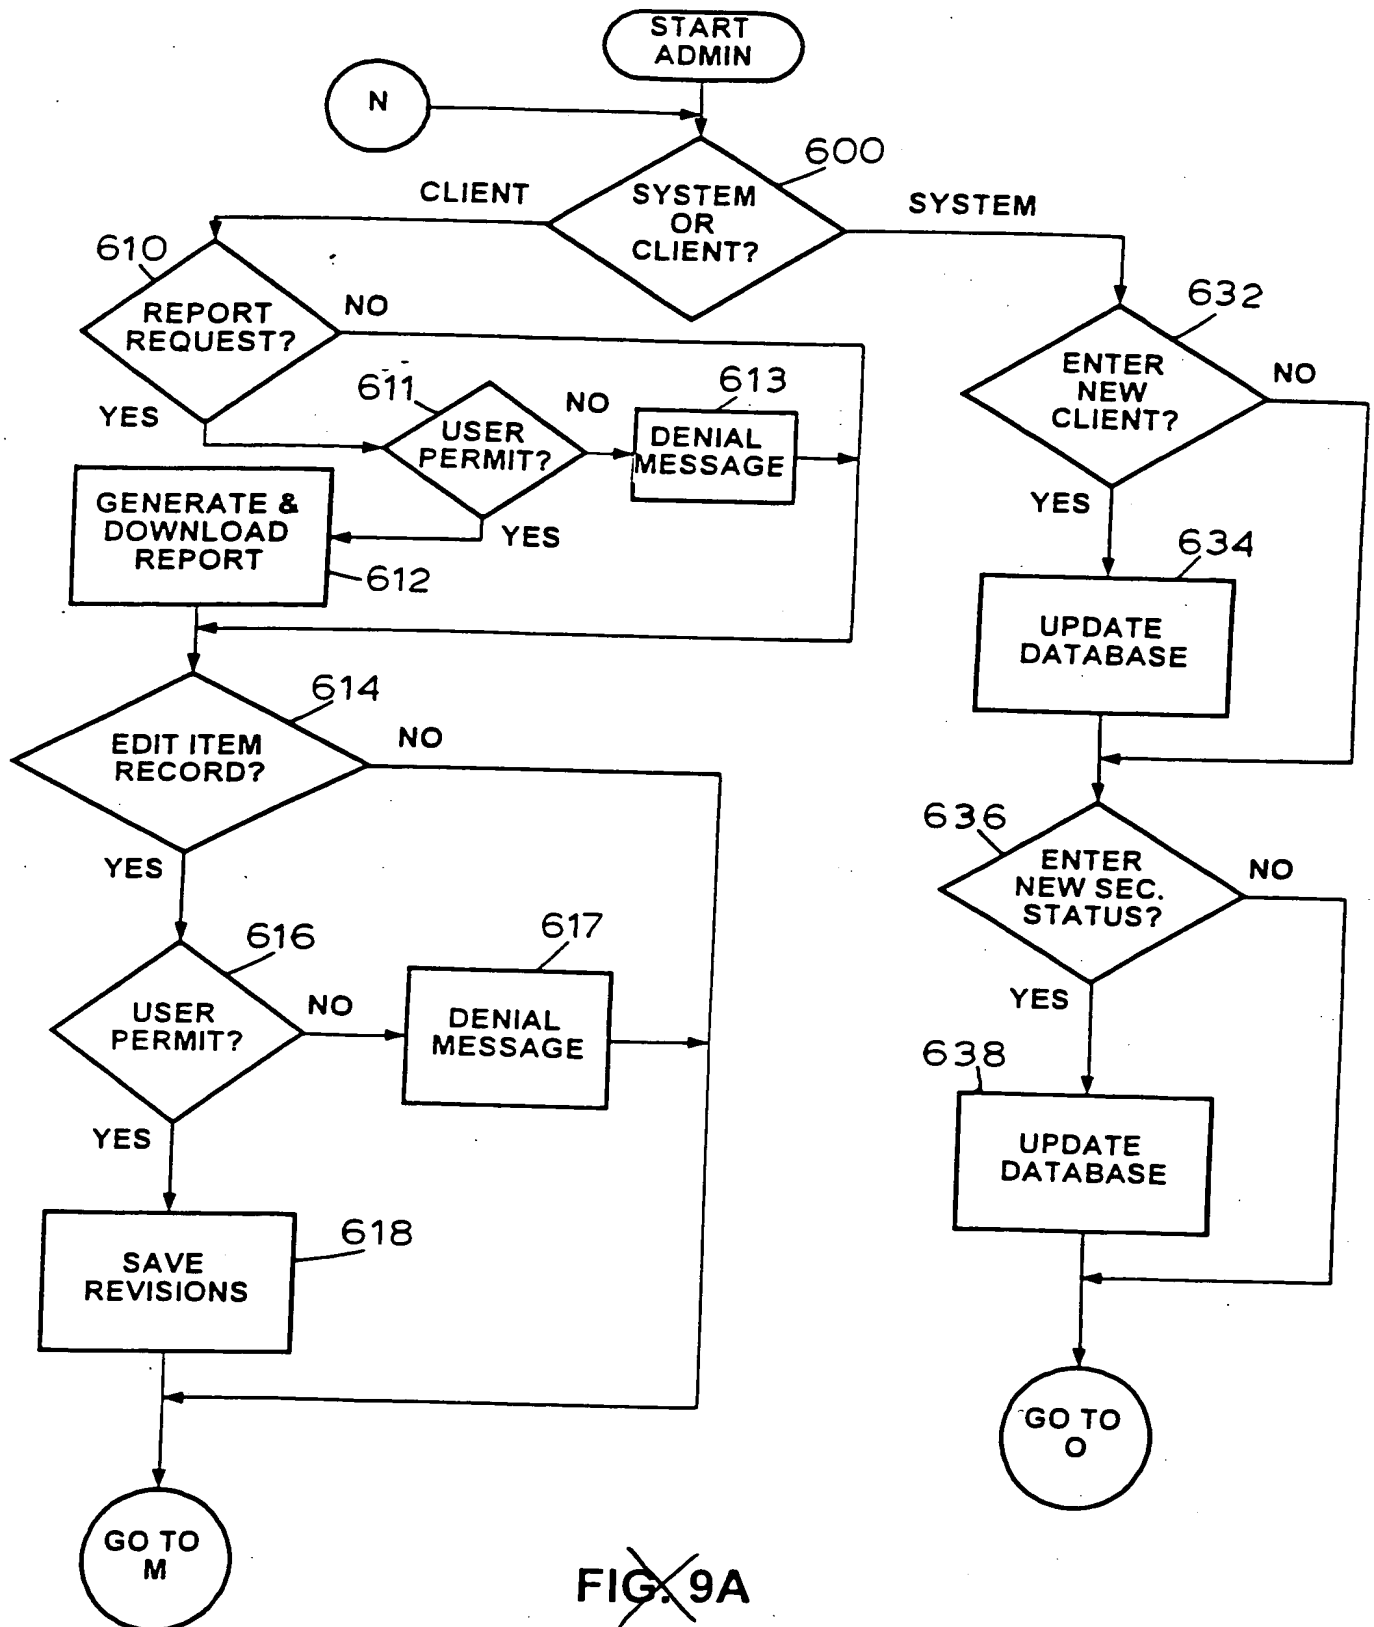 START
ADMIN
N
600
SYSTEM
OR
CLIENT?
CLIENT
SYSTEM
610
REPORT
REQUEST?
NO
YES
611
USER
PERMIT?
NO
613
DENIAL
MESSAGE
YES
GENERATE &
DOWNLOAD
REPORT
612
614
EDIT ITEM
RECORD?
NO
YES
616
USER
PERMIT?
NO
617
DENIAL
MESSAGE
YES
618
SAVE
REVISIONS
GO TO
M
632
ENTER
NEW
CLIENT?
NO
YES
634
UPDATE
DATABASE
636
ENTER
NEW SEC.
STATUS?
NO
YES
638
UPDATE
DATABASE
GO TO
O
FIG. 9A